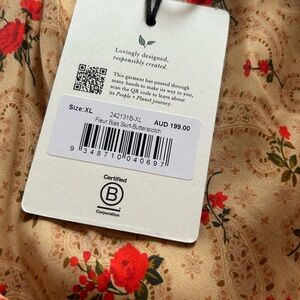 Lovingly designed,
responsibly created.
This garment has passed through
many hands to make its way to you,
scan the QR code to learn about
its People + Planet journey.
Size:XL
242131B-XL
AUD 199.00
Fleur Bias Skirt-Butterscotch
9 348710 040697
Certified
B
Corporation